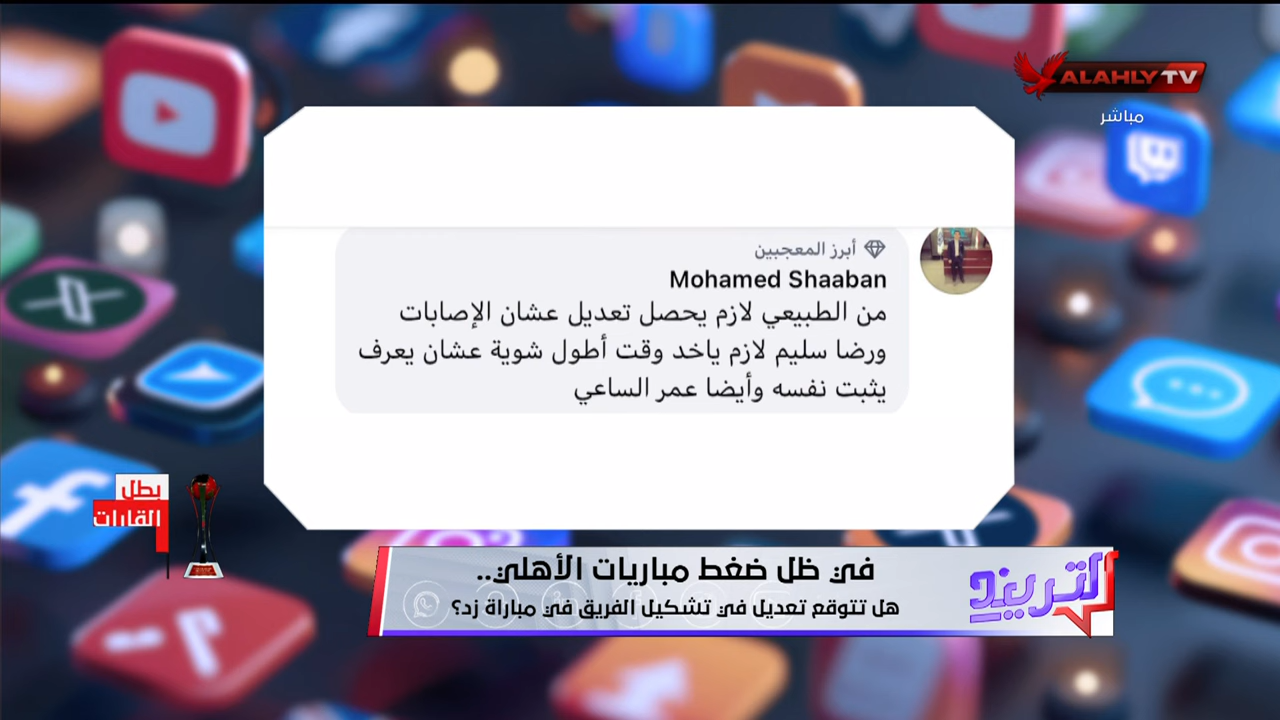 ALAHLY TV
مباشر
أبرز المعجبين
Mohamed Shaaban
من الطبيعي لازم يحصل تعديل عشان الإصابات
ورضا سليم لازم ياخد وقت أطول شوية عشان يعرف
يثبت نفسه وأيضا عمر الساعي
بطل
القارات
التريند
في ظل ضغط مباريات الأهلي..
هل تتوقع تعديل في تشكيل الفريق في مباراة زد؟